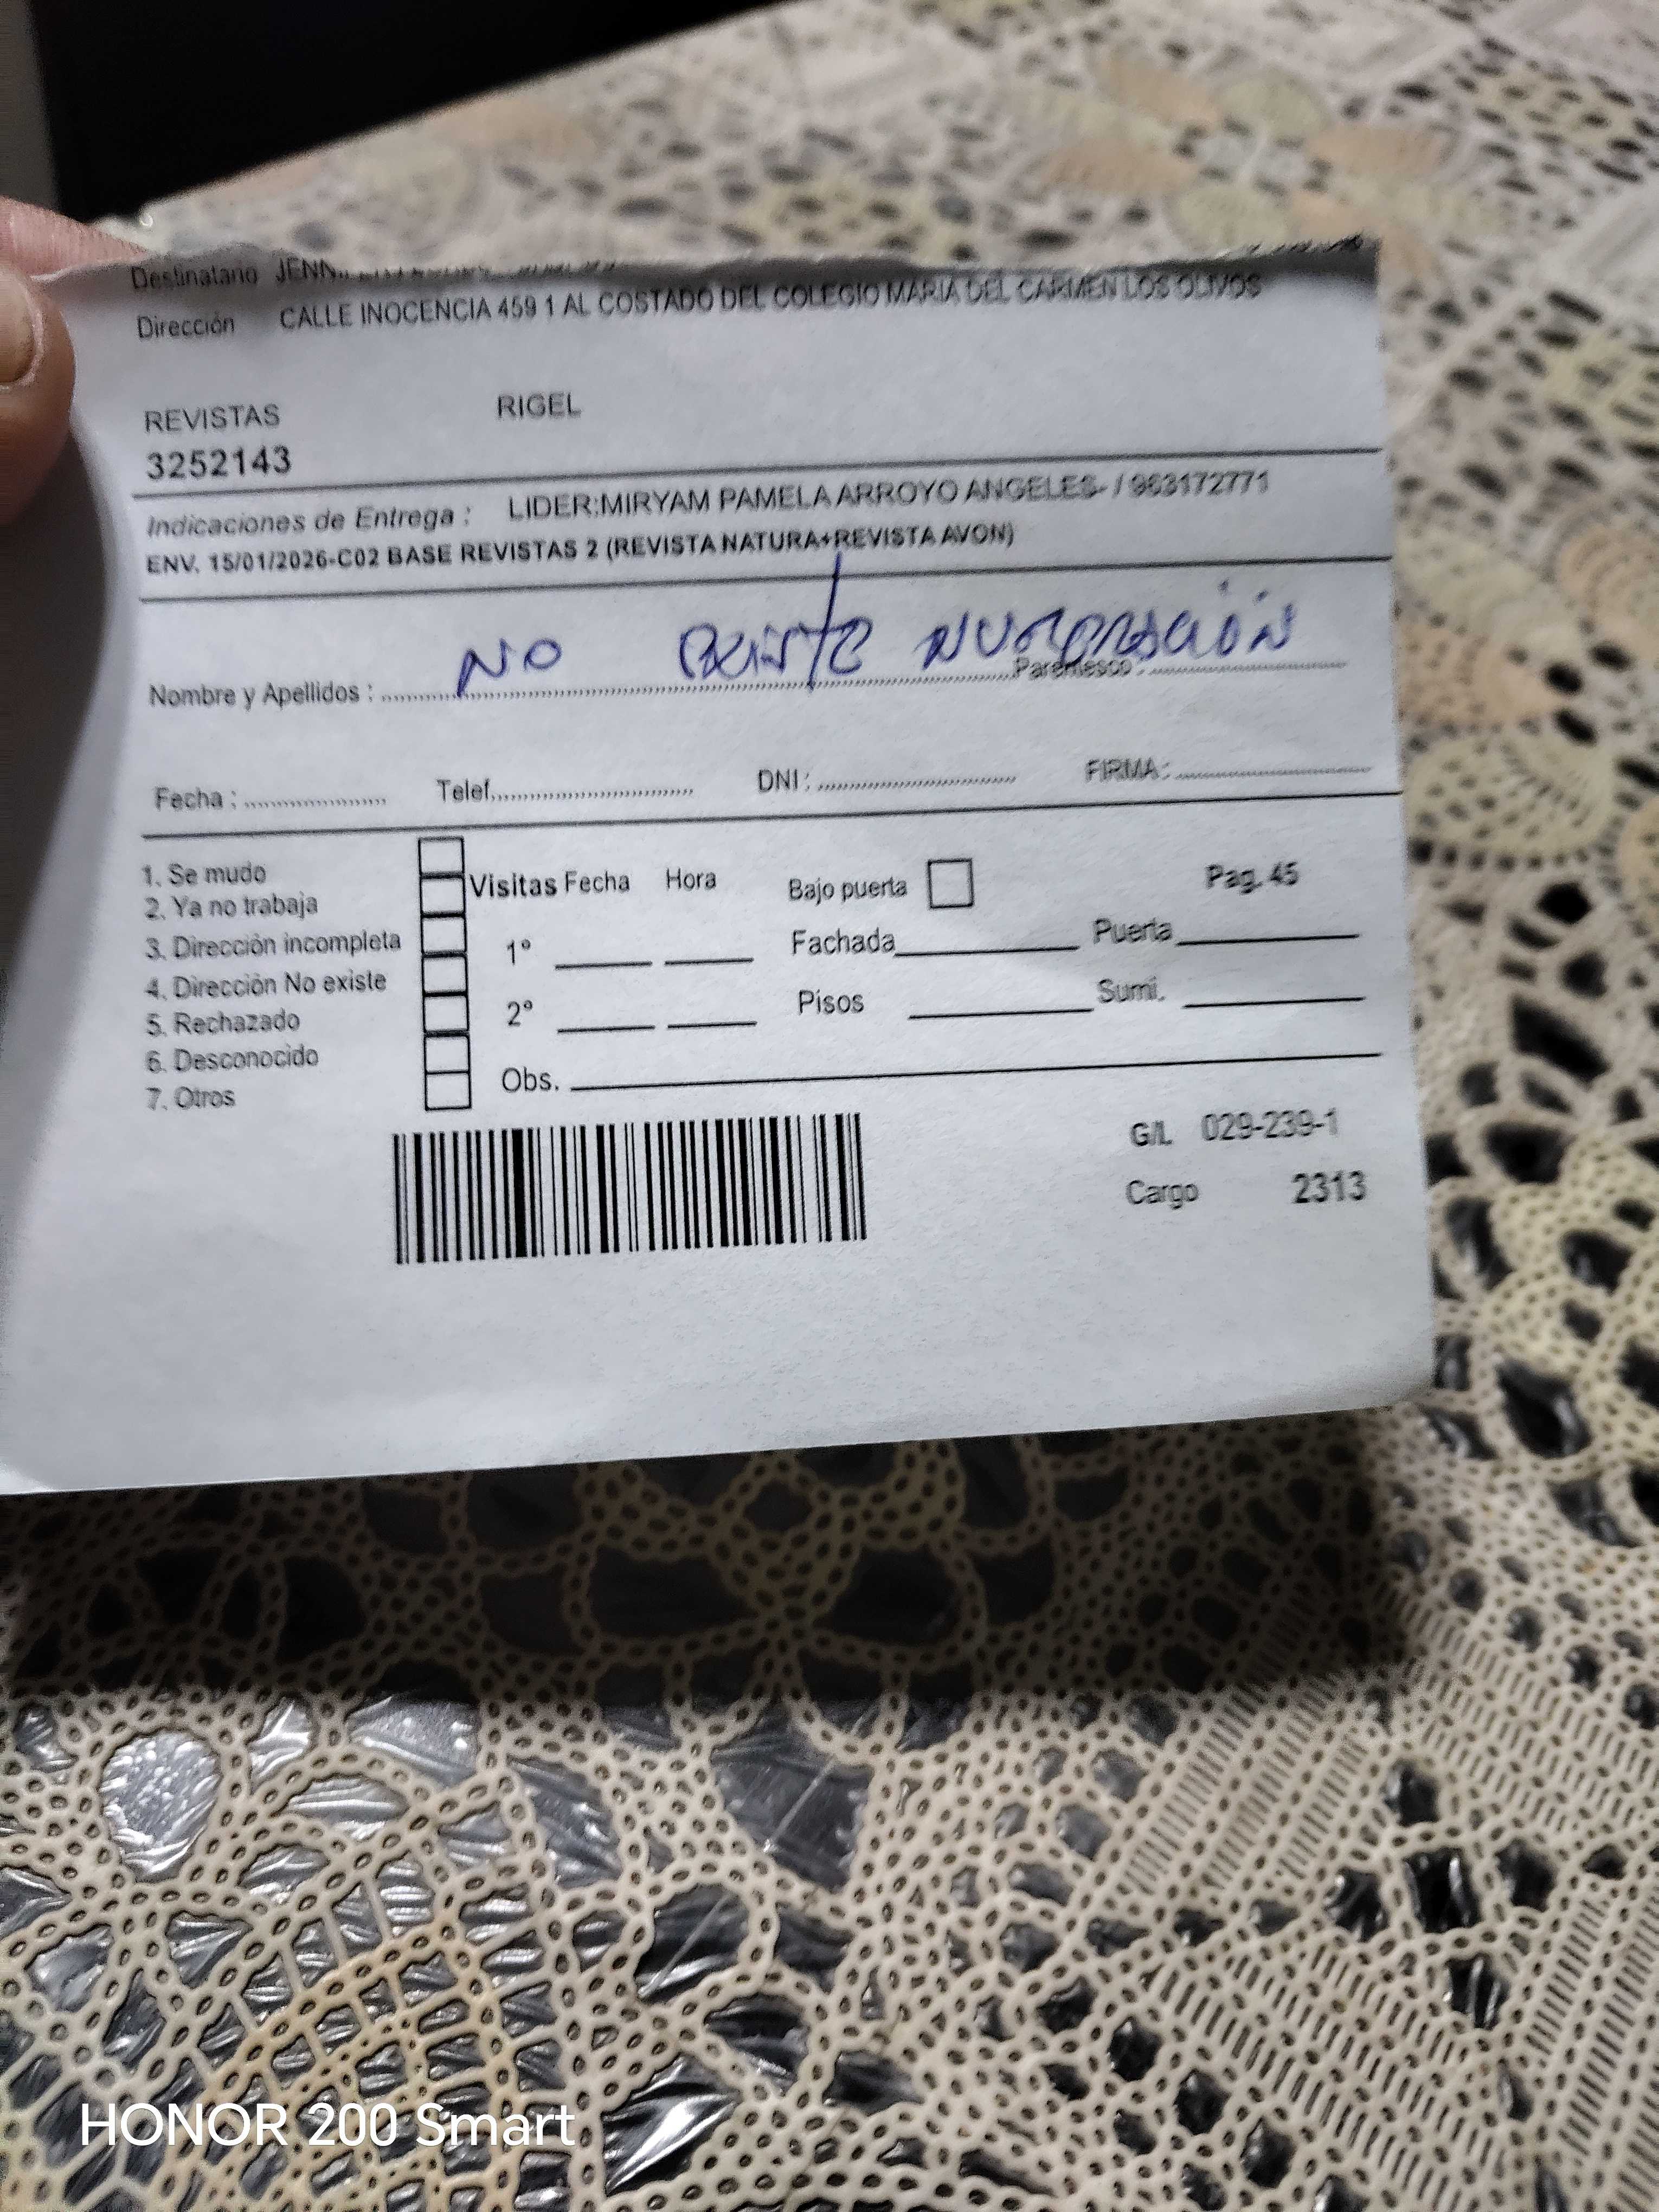 Destinatario JENN
Dirección CALLE INOCENCIA 459 1 AL COSTADO DEL COLEGIO MARIA DEL CARMEN LOS OLIVOS
REVISTAS RIGEL
3252143
Indicaciones de Entrega : LIDER:MIRYAM PAMELA ARROYO ANGELES- / 963172771
ENV. 15/01/2026-C02 BASE REVISTAS 2 (REVISTA NATURA+REVISTA AVON)
NO EXISTE NUMERACIÓN
Nombre y Apellidos : Parentesco :
Fecha : Telef. DNI : FIRMA :
1. Se mudo
2. Ya no trabaja
3. Dirección incompleta
4. Dirección No existe
5. Rechazado
6. Desconocido
7. Otros
Visitas Fecha Hora Bajo puerta Pag. 45
1° Fachada Puerta
2° Pisos Sumi.
Obs.
G/L 029-239-1
Cargo 2313
HONOR 200 Smart